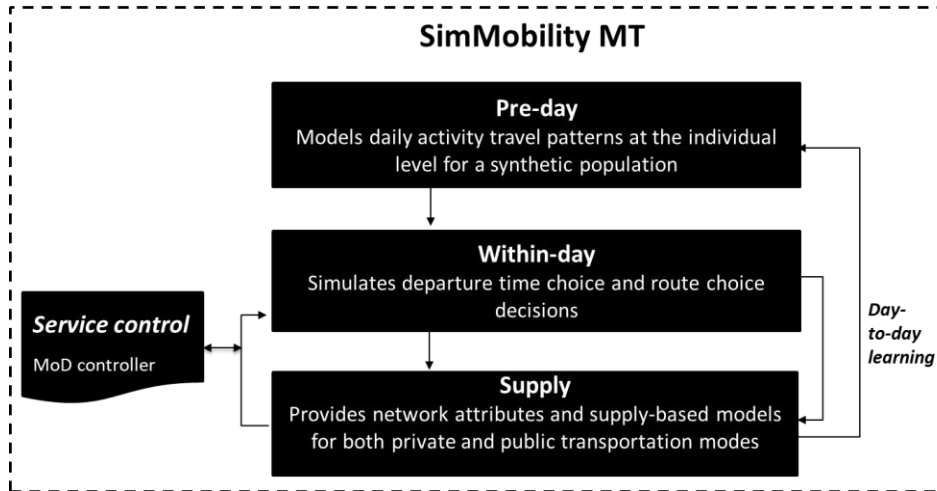 SimMobility MT
Pre-day
Models daily activity travel patterns at the individual
level for a synthetic population
Within-day
Simulates departure time choice and route choice
decisions
Service control
MoD controller
Day-
to-day
learning
Supply
Provides network attributes and supply-based models
for both private and public transportation modes